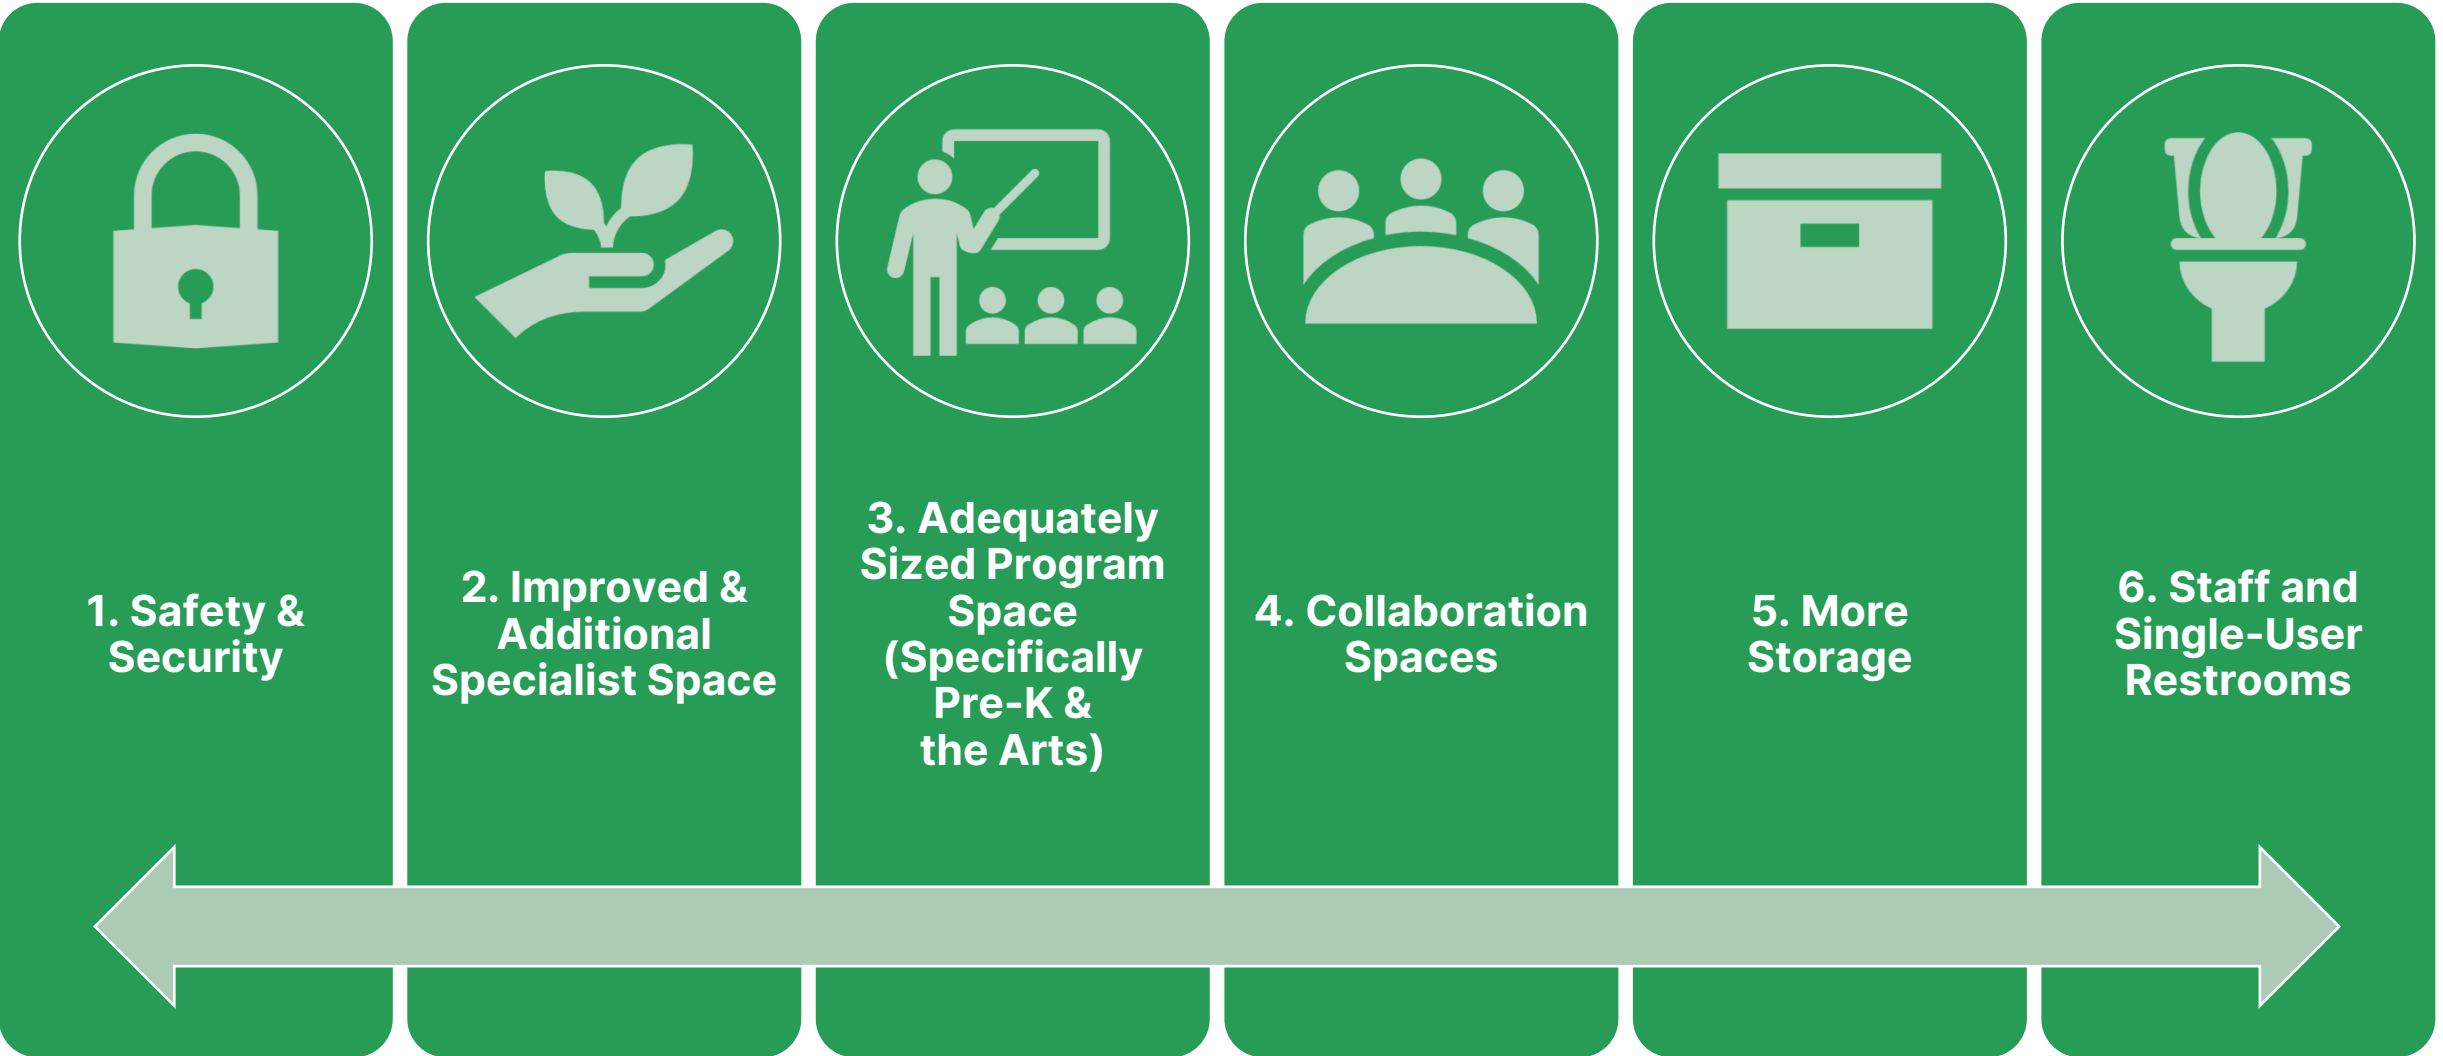 1. Safety &
Security
2. Improved &
Additional
Specialist Space
3. Adequately
Sized Program
Space
(Specifically
Pre-K &
the Arts)
4. Collaboration
Spaces
5. More
Storage
6. Staff and
Single-User
Restrooms